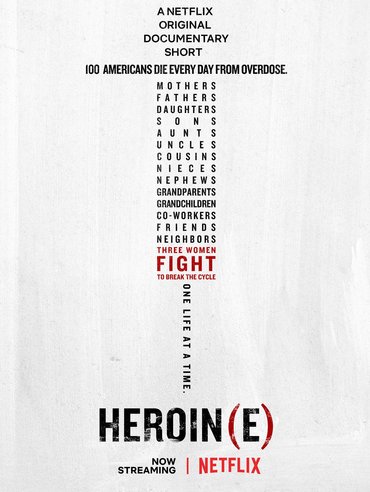 A NETFLIX
ORIGINAL
DOCUMENTARY
SHORT
100 AMERICANS DIE EVERY DAY FROM OVERDOSE.
MOTHERS
FATHERS
DAUGHTERS
SONS
AUNTS
UNCLES
COUSINS
NIECES
NEPHEWS
GRANDPARENTS
GRANDCHILDREN
CO-WORKERS
FRIENDS
NEIGHBORS
THREE WOMEN
FIGHT
TO BREAK THE CYCLE
ONE LIFE AT A TIME.
HEROIN(E)
NOW
STREAMING
NETFLIX